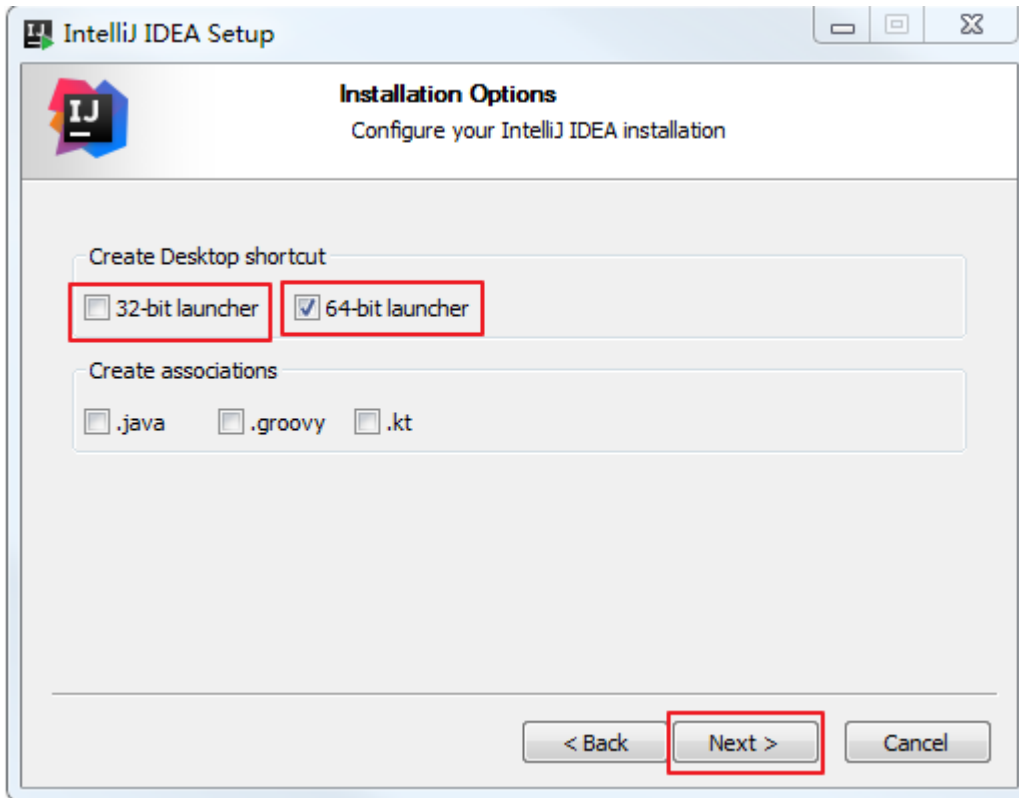 IntelliJ IDEA Setup
IJ
Installation Options
Configure your IntelliJ IDEA installation
Create Desktop shortcut
32-bit launcher 64-bit launcher
Create associations
.java .groovy .kt
< Back Next > Cancel